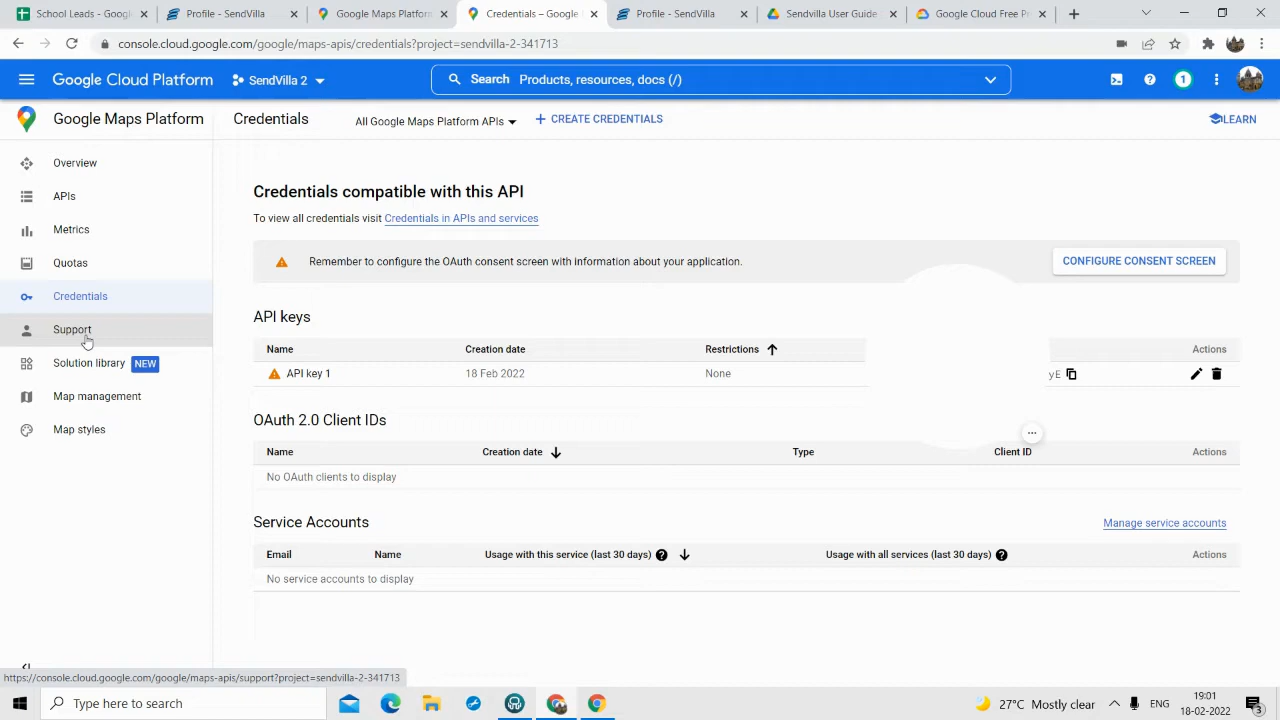 School Leads - Google
Profile - SendVilla
Google Maps Platform
Credentials – Google
Profile - SendVilla
Sendvilla User Guide
Google Cloud Free P
console.cloud.google.com/google/maps-apis/credentials?project=sendvilla-2-341713
Google Cloud Platform
SendVilla 2
Search Products, resources, docs (/)
1
Google Maps Platform
Credentials
All Google Maps Platform APIs
+ CREATE CREDENTIALS
LEARN
Overview
APIs
Metrics
Quotas
Credentials
Support
Solution library NEW
Map management
Map styles
Credentials compatible with this API
To view all credentials visit Credentials in APIs and services
Remember to configure the OAuth consent screen with information about your application.
CONFIGURE CONSENT SCREEN
API keys
Name Creation date Restrictions Actions
API key 1 18 Feb 2022 None yE
OAuth 2.0 Client IDs
Name Creation date Type Client ID Actions
No OAuth clients to display
Service Accounts
Manage service accounts
Email Name Usage with this service (last 30 days) Usage with all services (last 30 days) Actions
No service accounts to display
https://console.cloud.google.com/google/maps-apis/support?project=sendvilla-2-341713
Type here to search
27°C Mostly clear
ENG
19:01
18-02-2022
3